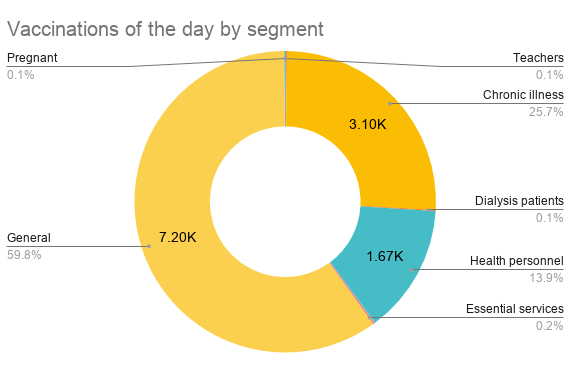 Vaccinations of the day by segment
Pregnant
0.1%
Teachers
0.1%
Chronic illness
25.7%
3.10K
Dialysis patients
0.1%
General
59.8%
7.20K
1.67K
Health personnel
13.9%
Essential services
0.2%